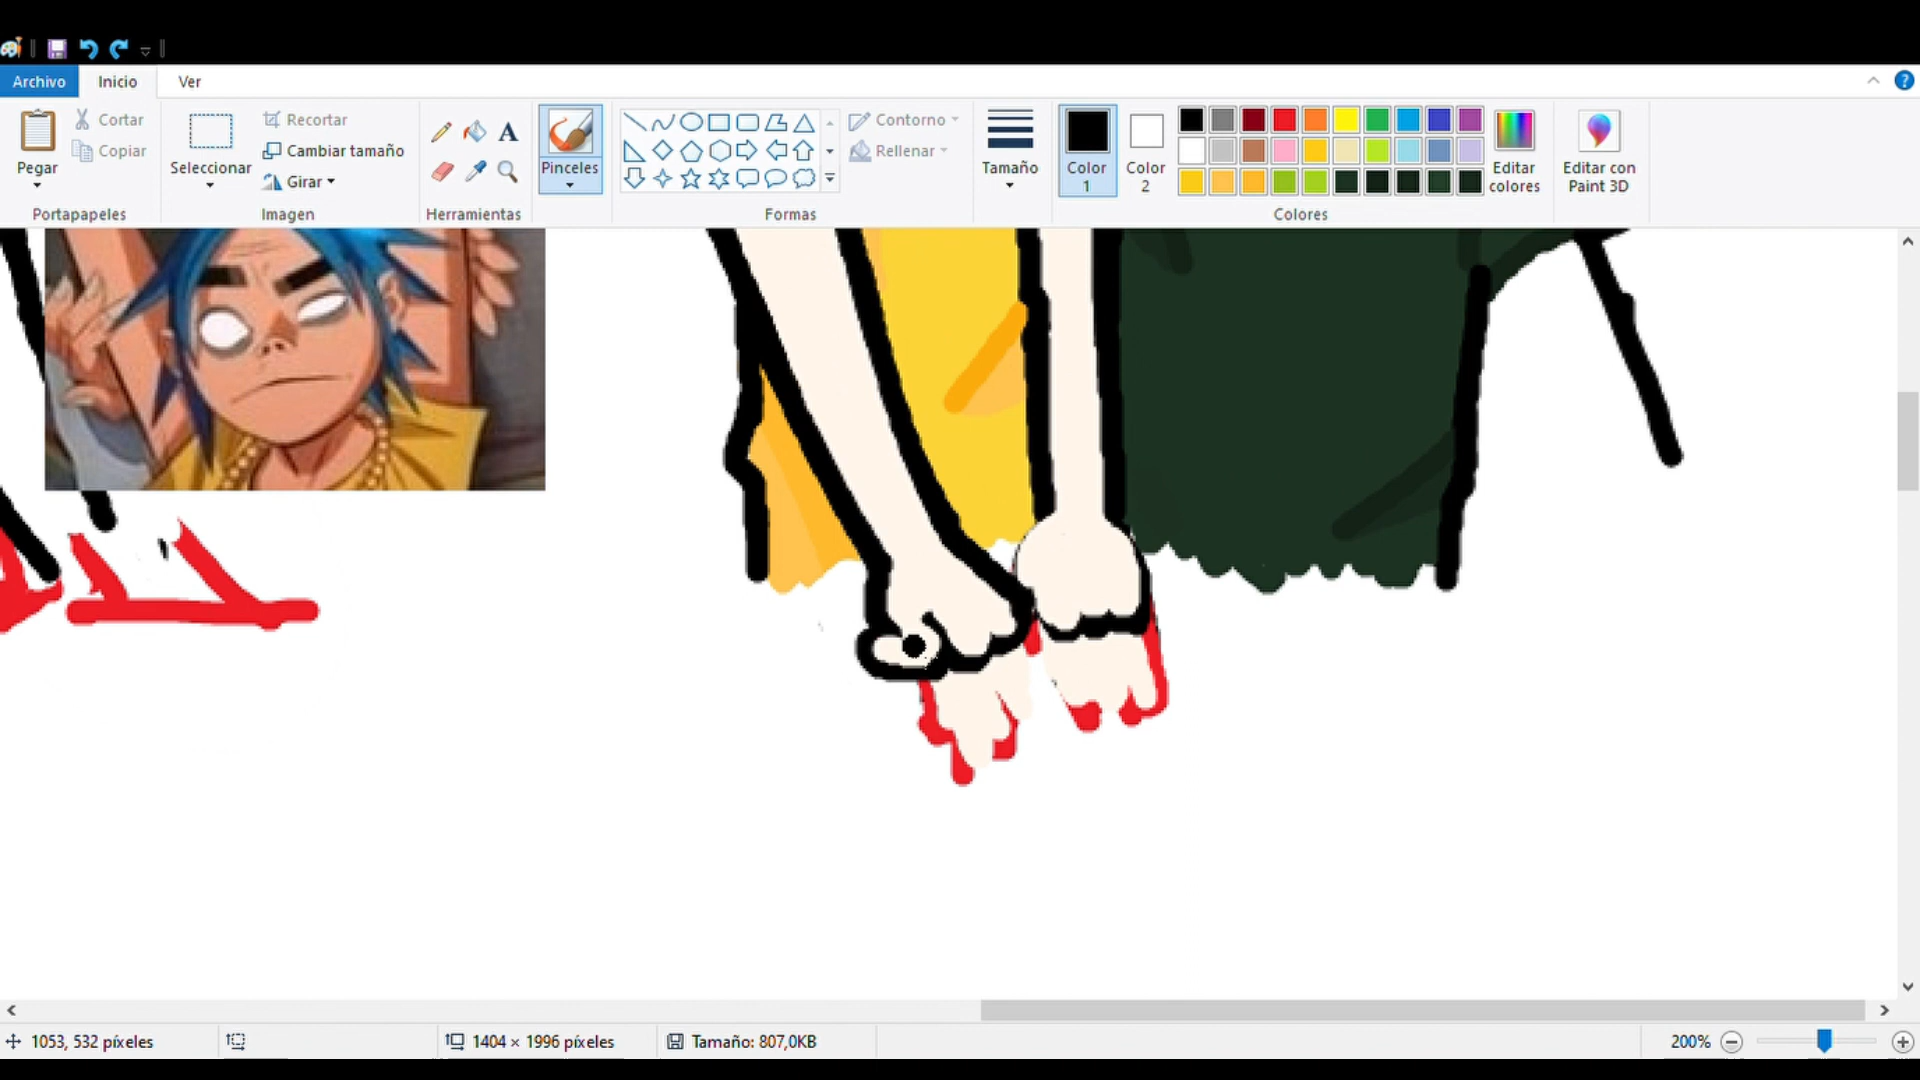 Archivo Inicio Ver
Pegar
Cortar
Copiar
Portapapeles
Seleccionar
Recortar
Cambiar tamaño
Girar
Imagen
A
Herramientas
Pinceles
Contorno
Rellenar
Formas
Tamaño
Color
1
Color
2
Editar
colores
Colores
Editar con
Paint 3D
?
1053, 532 píxeles
1404 × 1996 píxeles
Tamaño: 807,0KB
200%